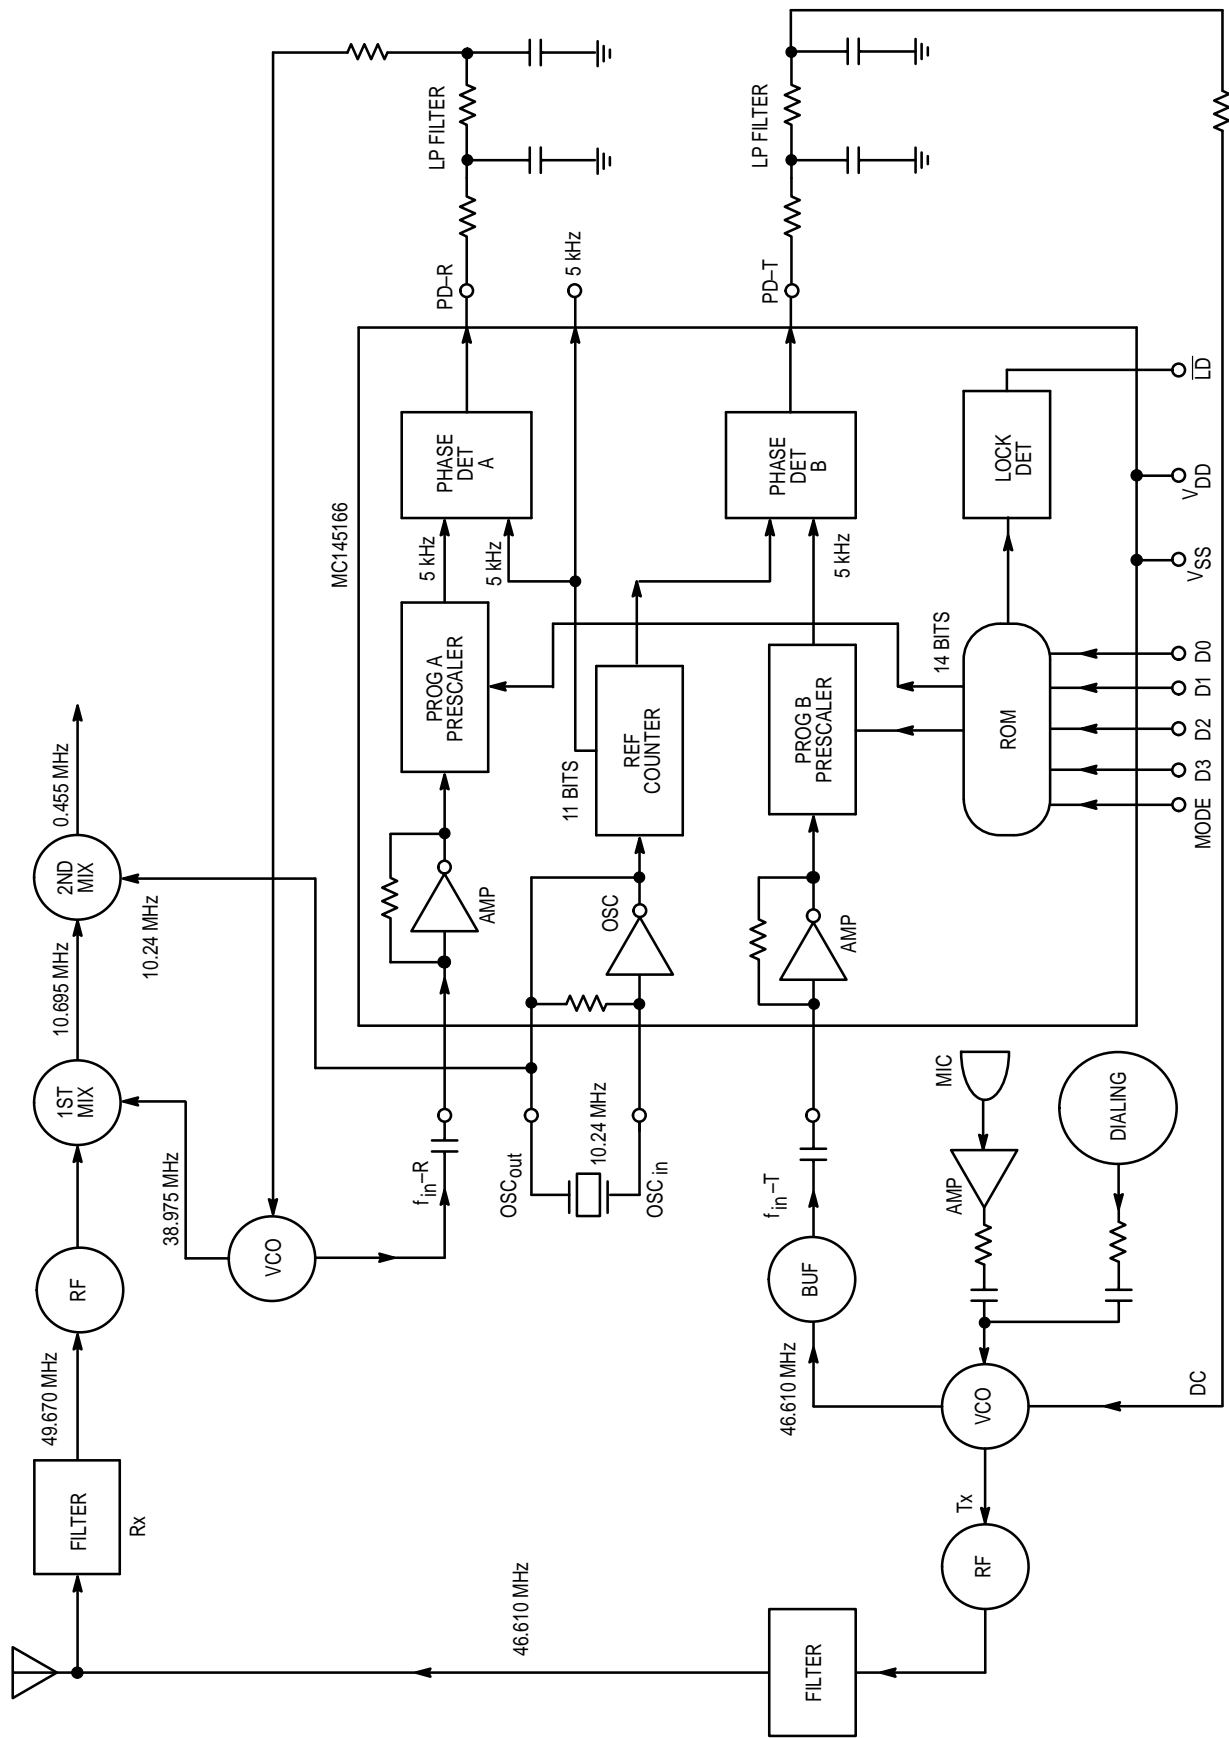 FILTER
Rx
49.670 MHz
RF
1ST
MIX
10.695 MHz
2ND
MIX
0.455 MHz
38.975 MHz
10.24 MHz
VCO
f in–R
AMP
PROG A
PRESCALER
5 kHz
5 kHz
PHASE
DET
A
PD–R
LP FILTER
MC145166
OSC out
10.24 MHz
OSC in
OSC
11 BITS
REF
COUNTER
5 kHz
46.610 MHz
FILTER
46.610 MHz
BUF
f in–T
AMP
PROG B
PRESCALER
5 kHz
PHASE
DET
B
PD–T
LP FILTER
RF
Tx
VCO
AMP
MIC
DIALING
DC
ROM
14 BITS
LOCK
DET
MODE
D3
D2
D1
D0
VSS
VDD
L̅D̅